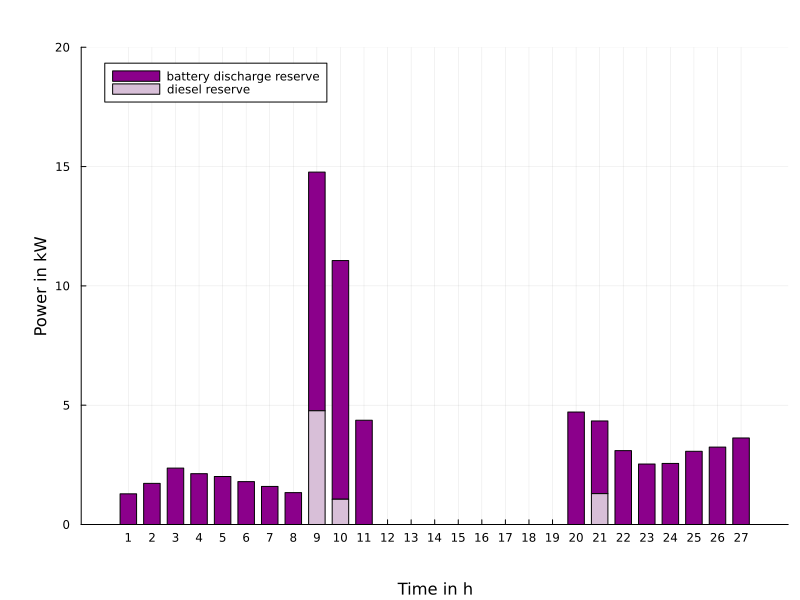 20
battery discharge reserve
diesel reserve
15
10
5
0
Power in kW
1 2 3 4 5 6 7 8 9 10 11 12 13 14 15 16 17 18 19 20 21 22 23 24 25 26 27
Time in h